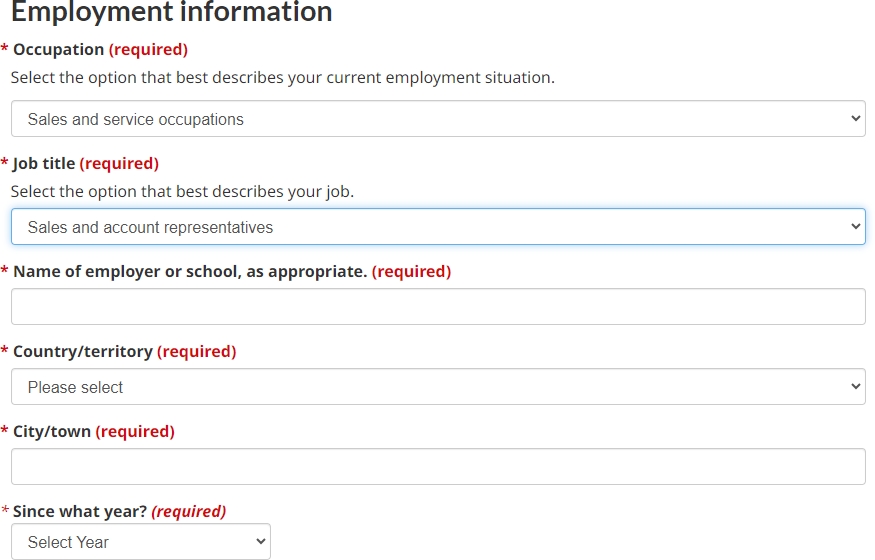 Employment information
* Occupation (required)
Select the option that best describes your current employment situation.
Sales and service occupations
* Job title (required)
Select the option that best describes your job.
Sales and account representatives
* Name of employer or school, as appropriate. (required)
* Country/territory (required)
Please select
* City/town (required)
* Since what year? (required)
Select Year